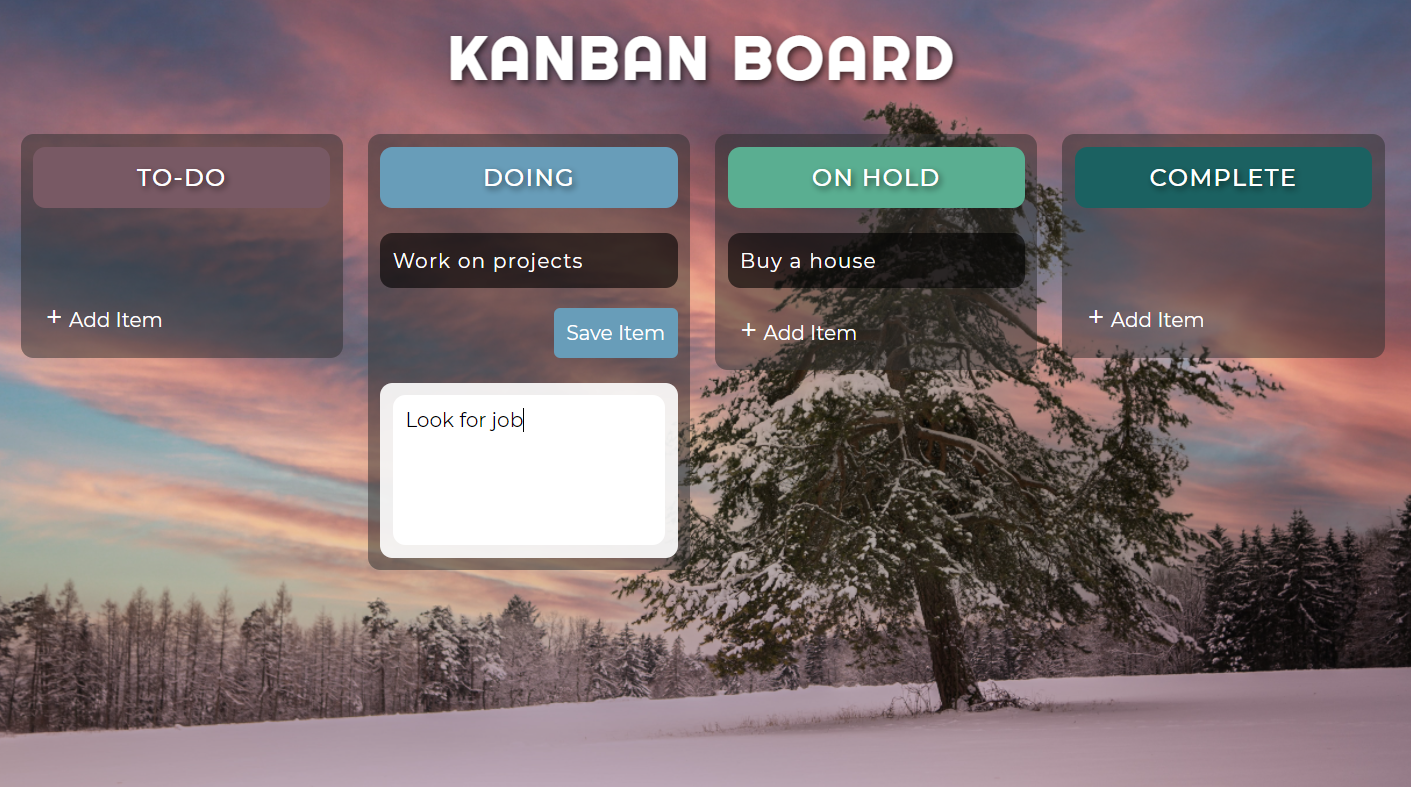 KANBAN BOARD
TO-DO
+ Add Item
DOING
Work on projects
Save Item
Look for job
ON HOLD
Buy a house
+ Add Item
COMPLETE
+ Add Item